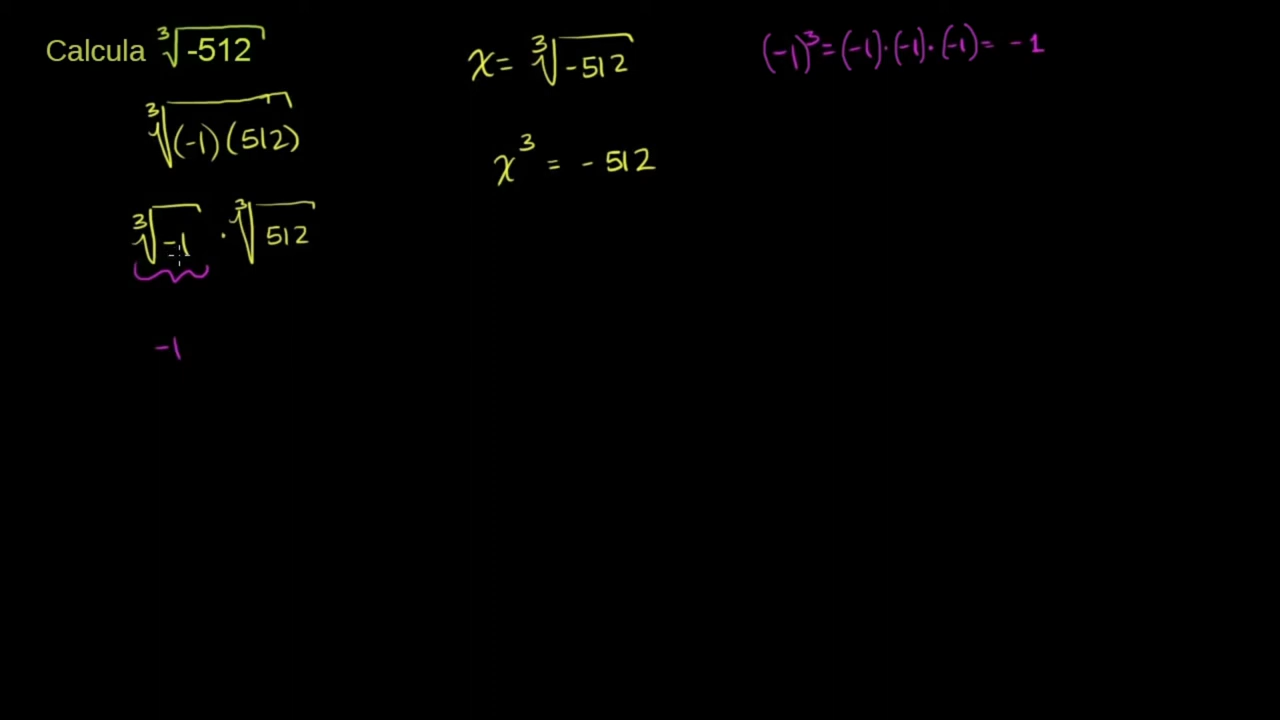 Calcula ∛-512
∛(-1)(512)
∛-1 · ∛512
-1
x = ∛-512
x³ = -512
(-1)³ = (-1)·(-1)·(-1) = -1